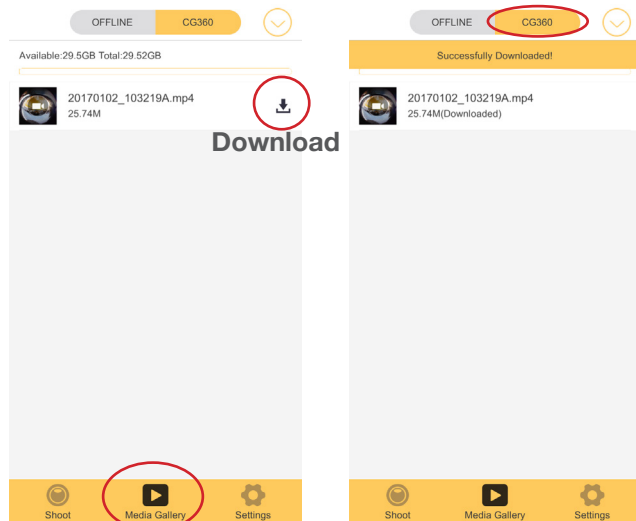 OFFLINE CG360
Available:29.5GB Total:29.52GB
20170102_103219A.mp4
25.74M
Download
Shoot Media Gallery Settings
OFFLINE CG360
Successfully Downloaded!
20170102_103219A.mp4
25.74M(Downloaded)
Shoot Media Gallery Settings